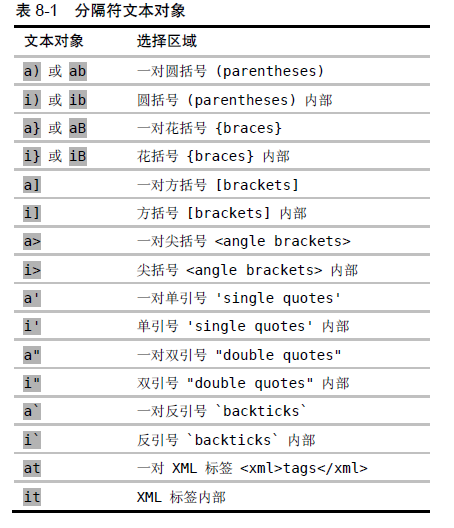 表 8-1 分隔符文本对象
文本对象 选择区域
a) 或 ab 一对圆括号 (parentheses)
i) 或 ib 圆括号 (parentheses) 内部
a} 或 aB 一对花括号 {braces}
i} 或 iB 花括号 {braces} 内部
a] 一对方括号 [brackets]
i] 方括号 [brackets] 内部
a> 一对尖括号 <angle brackets>
i> 尖括号 <angle brackets> 内部
a' 一对单引号 'single quotes'
i' 单引号 'single quotes' 内部
a" 一对双引号 "double quotes"
i" 双引号 "double quotes" 内部
a` 一对反引号 `backticks`
i` 反引号 `backticks` 内部
at 一对 XML 标签 <xml>tags</xml>
it XML 标签内部